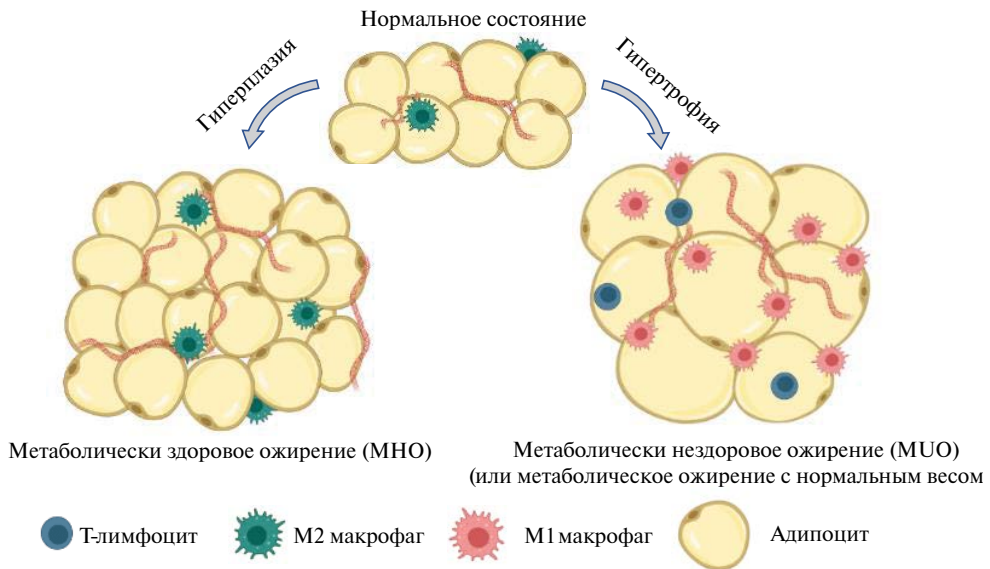 Нормальное состояние
Гиперплазия
Гипертрофия
Метаболически здоровое ожирение (MHO)
Метаболически нездоровое ожирение (MUO)
(или метаболическое ожирение с нормальным весом
Т-лимфоцит
М2 макрофаг
М1 макрофаг
Адипоцит